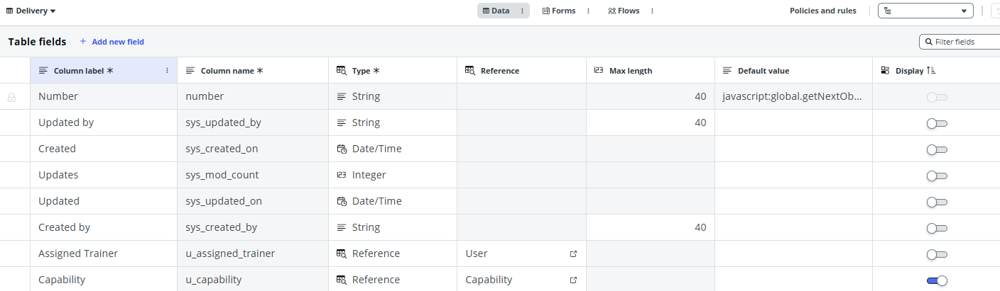 Delivery Data Forms Flows Policies and rules
Table fields + Add new field Filter fields
Column label * Column name * Type * Reference Max length Default value Display
Number number String 40 javascript:global.getNextOb...
Updated by sys_updated_by String 40
Created sys_created_on Date/Time
Updates sys_mod_count Integer
Updated sys_updated_on Date/Time
Created by sys_created_by String 40
Assigned Trainer u_assigned_trainer Reference User
Capability u_capability Reference Capability